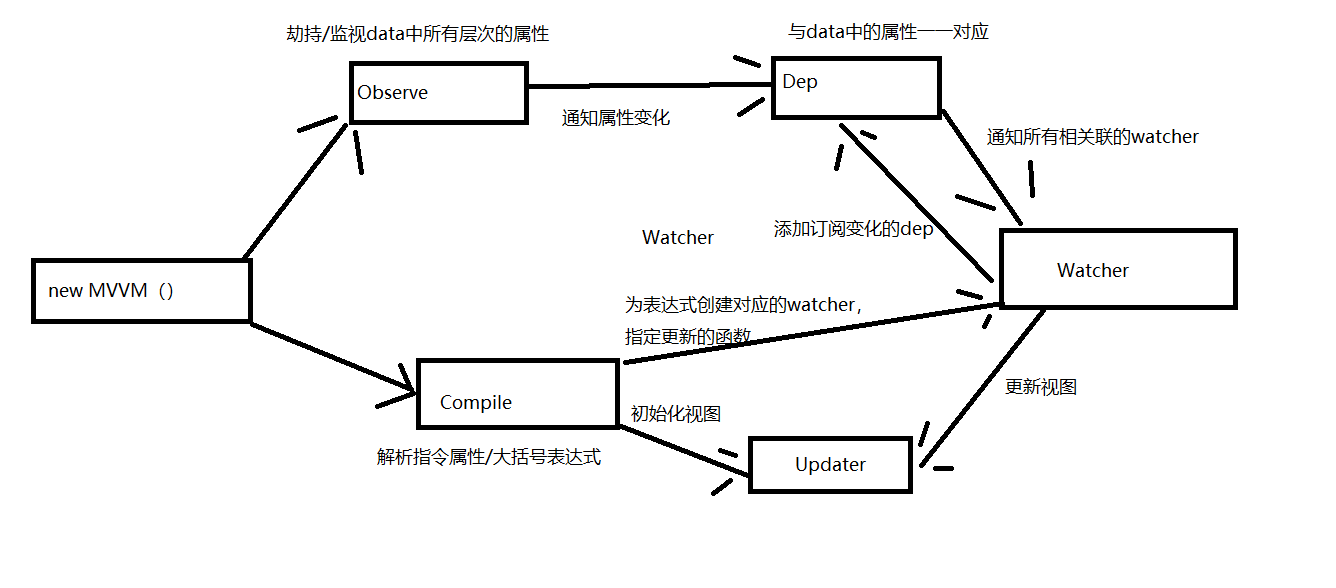 劫持/监视data中所有层次的属性
与data中的属性一一对应
Observe
Dep
通知属性变化
通知所有相关联的watcher
添加订阅变化的dep
Watcher
Watcher
new MVVM（）
为表达式创建对应的watcher，
指定更新的函数
更新视图
Compile
初始化视图
解析指令属性/大括号表达式
Updater